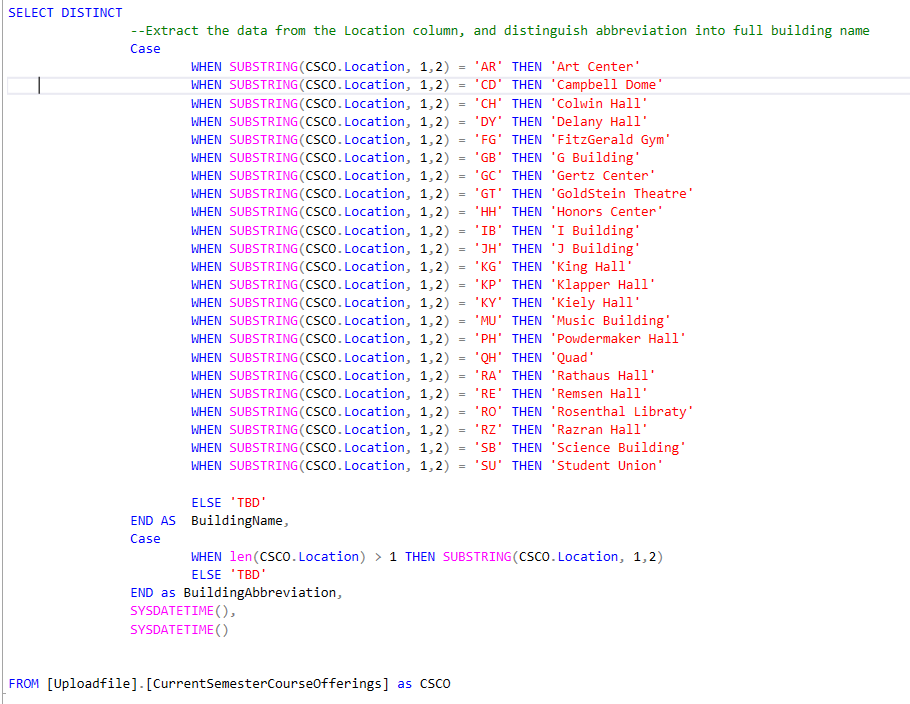 SELECT DISTINCT
--Extract the data from the Location column, and distinguish abbreviation into full building name
Case
WHEN SUBSTRING(CSCO.Location, 1,2) = 'AR' THEN 'Art Center'
WHEN SUBSTRING(CSCO.Location, 1,2) = 'CD' THEN 'Campbell Dome'
WHEN SUBSTRING(CSCO.Location, 1,2) = 'CH' THEN 'Colwin Hall'
WHEN SUBSTRING(CSCO.Location, 1,2) = 'DY' THEN 'Delany Hall'
WHEN SUBSTRING(CSCO.Location, 1,2) = 'FG' THEN 'FitzGerald Gym'
WHEN SUBSTRING(CSCO.Location, 1,2) = 'GB' THEN 'G Building'
WHEN SUBSTRING(CSCO.Location, 1,2) = 'GC' THEN 'Gertz Center'
WHEN SUBSTRING(CSCO.Location, 1,2) = 'GT' THEN 'GoldStein Theatre'
WHEN SUBSTRING(CSCO.Location, 1,2) = 'HH' THEN 'Honors Center'
WHEN SUBSTRING(CSCO.Location, 1,2) = 'IB' THEN 'I Building'
WHEN SUBSTRING(CSCO.Location, 1,2) = 'JH' THEN 'J Building'
WHEN SUBSTRING(CSCO.Location, 1,2) = 'KG' THEN 'King Hall'
WHEN SUBSTRING(CSCO.Location, 1,2) = 'KP' THEN 'Klapper Hall'
WHEN SUBSTRING(CSCO.Location, 1,2) = 'KY' THEN 'Kiely Hall'
WHEN SUBSTRING(CSCO.Location, 1,2) = 'MU' THEN 'Music Building'
WHEN SUBSTRING(CSCO.Location, 1,2) = 'PH' THEN 'Powdermaker Hall'
WHEN SUBSTRING(CSCO.Location, 1,2) = 'QH' THEN 'Quad'
WHEN SUBSTRING(CSCO.Location, 1,2) = 'RA' THEN 'Rathaus Hall'
WHEN SUBSTRING(CSCO.Location, 1,2) = 'RE' THEN 'Remsen Hall'
WHEN SUBSTRING(CSCO.Location, 1,2) = 'RO' THEN 'Rosenthal Libraty'
WHEN SUBSTRING(CSCO.Location, 1,2) = 'RZ' THEN 'Razran Hall'
WHEN SUBSTRING(CSCO.Location, 1,2) = 'SB' THEN 'Science Building'
WHEN SUBSTRING(CSCO.Location, 1,2) = 'SU' THEN 'Student Union'
ELSE 'TBD'
END AS  BuildingName,
Case
WHEN len(CSCO.Location) > 1 THEN SUBSTRING(CSCO.Location, 1,2)
ELSE 'TBD'
END as BuildingAbbreviation,
SYSDATETIME(),
SYSDATETIME()
FROM [Uploadfile].[CurrentSemesterCourseOfferings] as CSCO